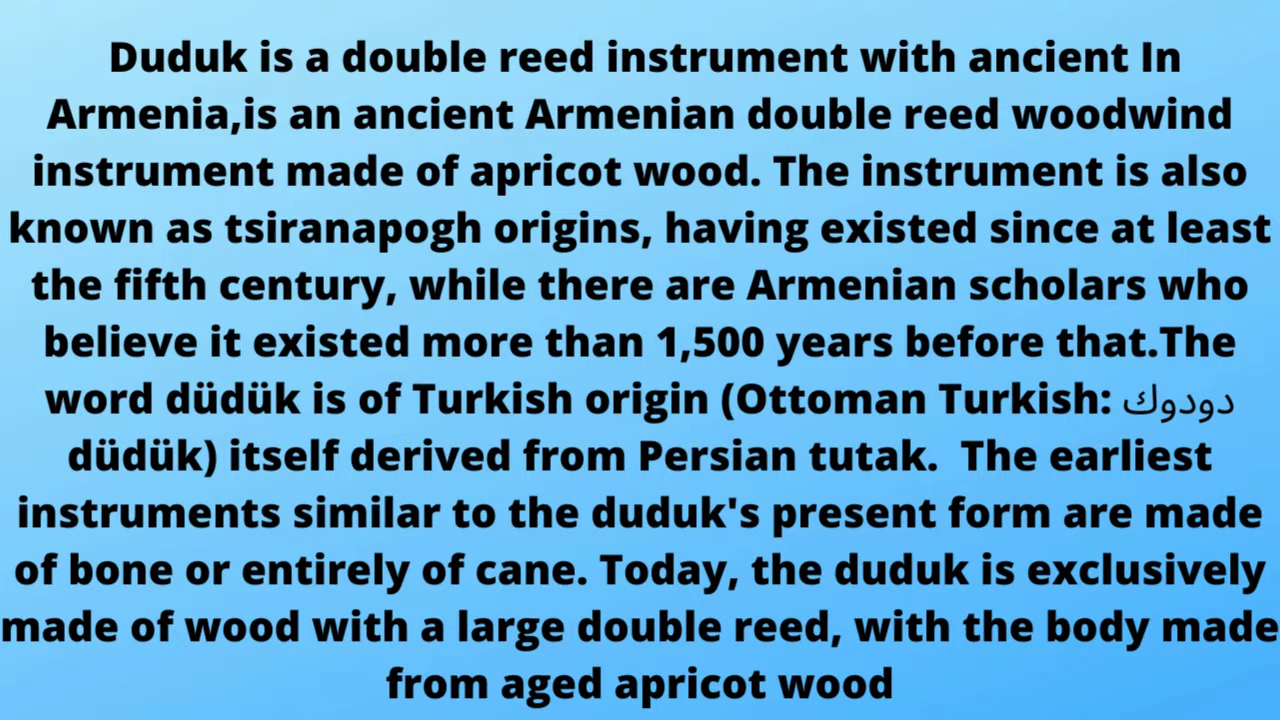 Duduk is a double reed instrument with ancient In
Armenia,is an ancient Armenian double reed woodwind
instrument made of apricot wood. The instrument is also
known as tsiranapogh origins, having existed since at least
the fifth century, while there are Armenian scholars who
believe it existed more than 1,500 years before that.The
word düdük is of Turkish origin (Ottoman Turkish: دودوك
düdük) itself derived from Persian tutak.  The earliest
instruments similar to the duduk's present form are made
of bone or entirely of cane. Today, the duduk is exclusively
made of wood with a large double reed, with the body made
from aged apricot wood